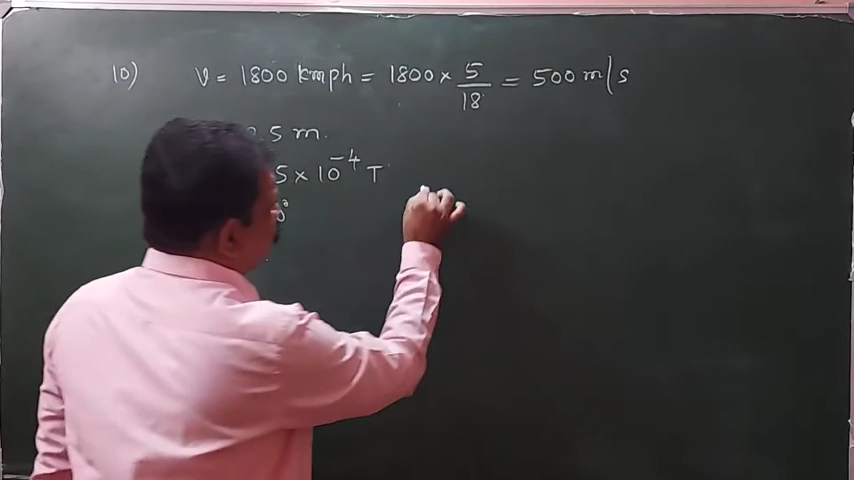 10) v = 1800 kmph = 1800 × 5/18 = 500 m/s
.5 m.
5 × 10⁻⁴ T